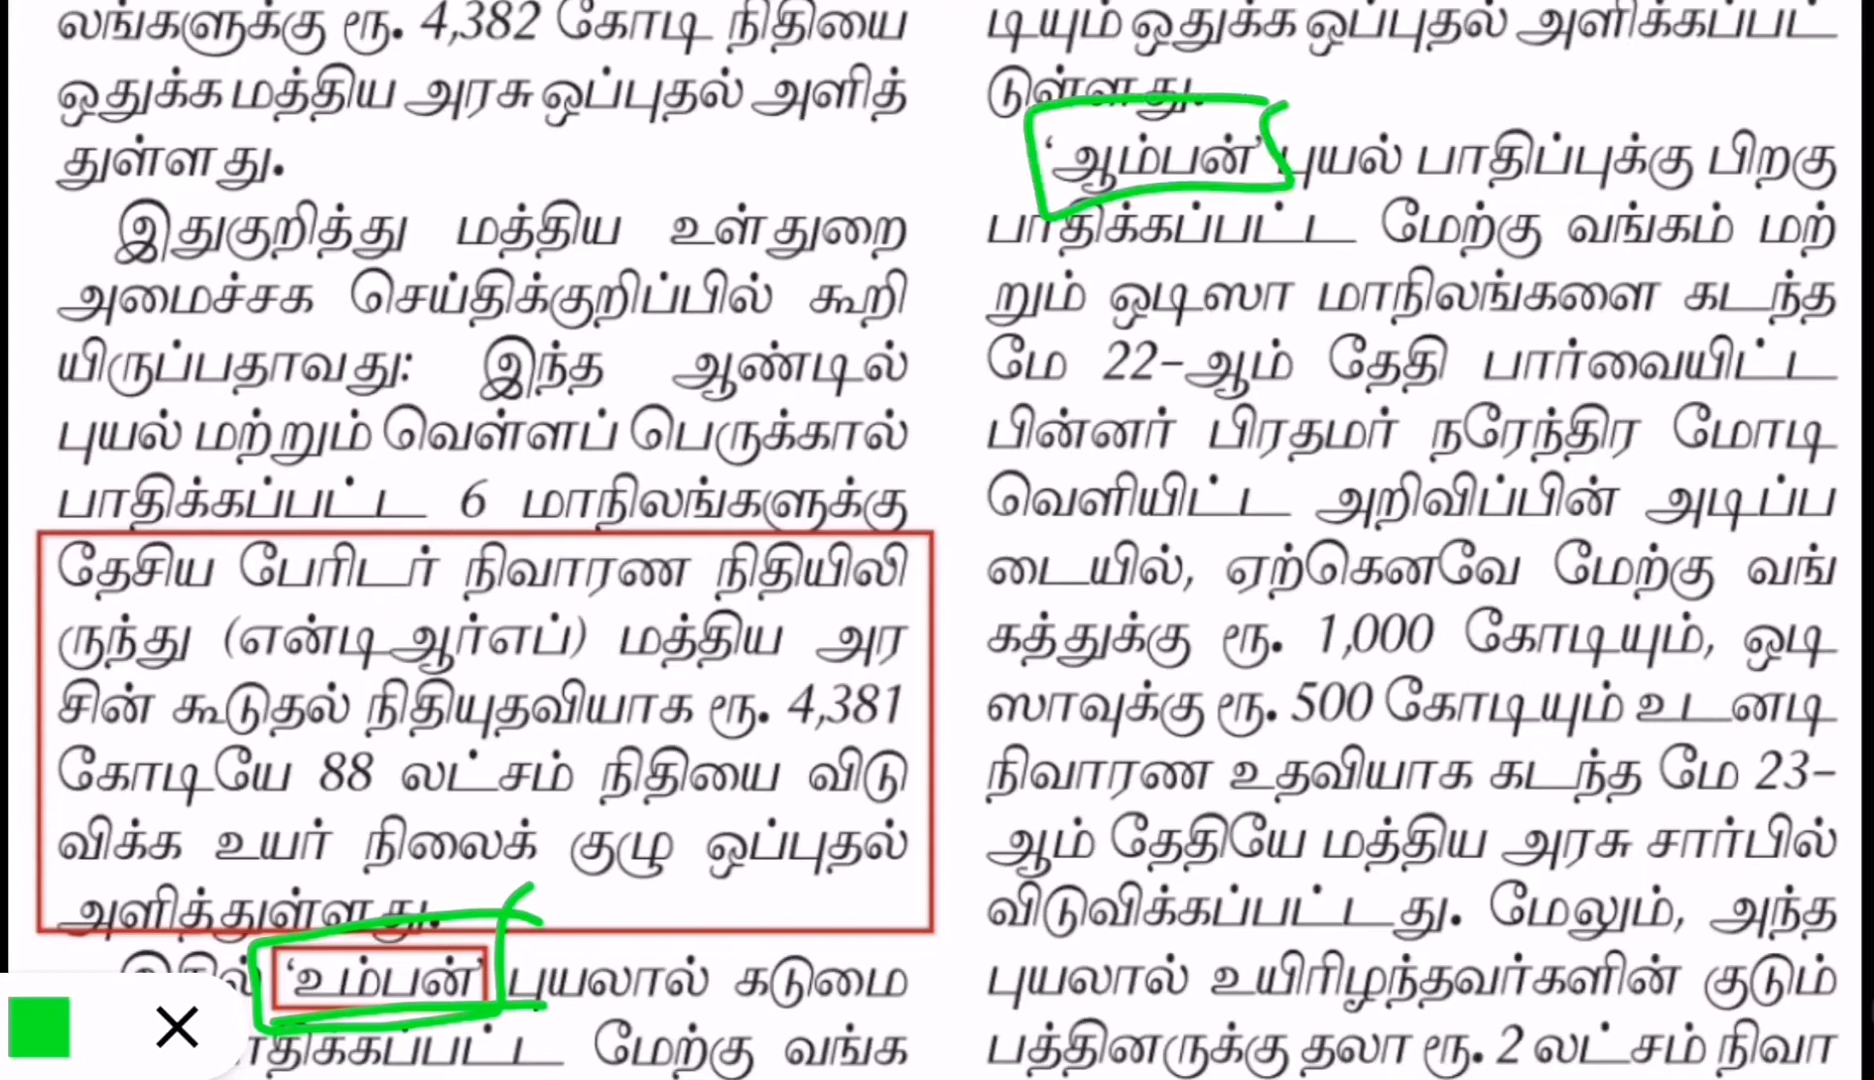 லங்களுக்கு ரூ. 4,382 கோடி நிதியை
ஒதுக்க மத்திய அரசு ஒப்புதல் அளித்
துள்ளது.
இதுகுறித்து மத்திய உள்துறை
அமைச்சக செய்திக்குறிப்பில் கூறி
யிருப்பதாவது: இந்த ஆண்டில்
புயல் மற்றும் வெள்ளப் பெருக்கால்
பாதிக்கப்பட்ட 6 மாநிலங்களுக்கு
தேசிய பேரிடர் நிவாரண நிதியிலி
ருந்து (என்டிஆர்எப்) மத்திய அர
சின் கூடுதல் நிதியுதவியாக ரூ. 4,381
கோடியே 88 லட்சம் நிதியை விடு
விக்க உயர் நிலைக் குழு ஒப்புதல்
அளித்துள்ளது.
இதில் ‘உம்பன்’ புயலால் கடுமை
பாதிக்கப்பட்ட மேற்கு வங்க
டியும் ஒதுக்க ஒப்புதல் அளிக்கப்பட்
டுள்ளது.
‘ஆம்பன்’ புயல் பாதிப்புக்கு பிறகு
பாதிக்கப்பட்ட மேற்கு வங்கம் மற்
றும் ஒடிஸா மாநிலங்களை கடந்த
மே 22-ஆம் தேதி பார்வையிட்ட
பின்னர் பிரதமர் நரேந்திர மோடி
வெளியிட்ட அறிவிப்பின் அடிப்ப
டையில், ஏற்கெனவே மேற்கு வங்
கத்துக்கு ரூ. 1,000 கோடியும், ஒடி
ஸாவுக்கு ரூ. 500 கோடியும் உடனடி
நிவாரண உதவியாக கடந்த மே 23-
ஆம் தேதியே மத்திய அரசு சார்பில்
விடுவிக்கப்பட்டது. மேலும், அந்த
புயலால் உயிரிழந்தவர்களின் குடும்
பத்தினருக்கு தலா ரூ. 2 லட்சம் நிவா